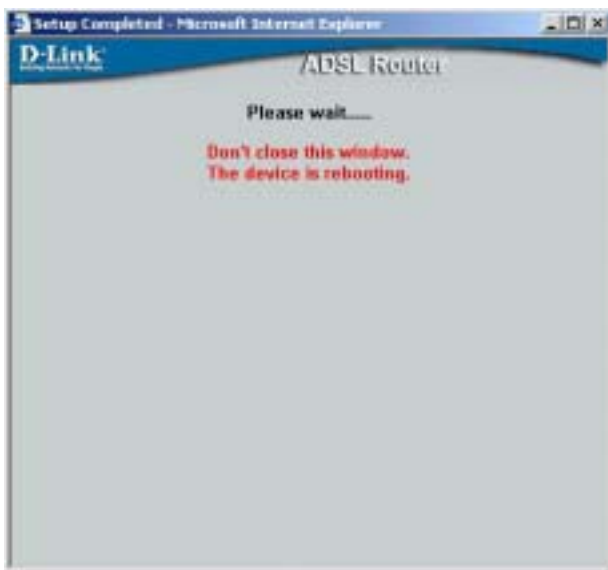 Setup Completed - Microsoft Internet Explorer
D-Link
ADSL Router
Please wait.....
Don't close this window.
The device is rebooting.